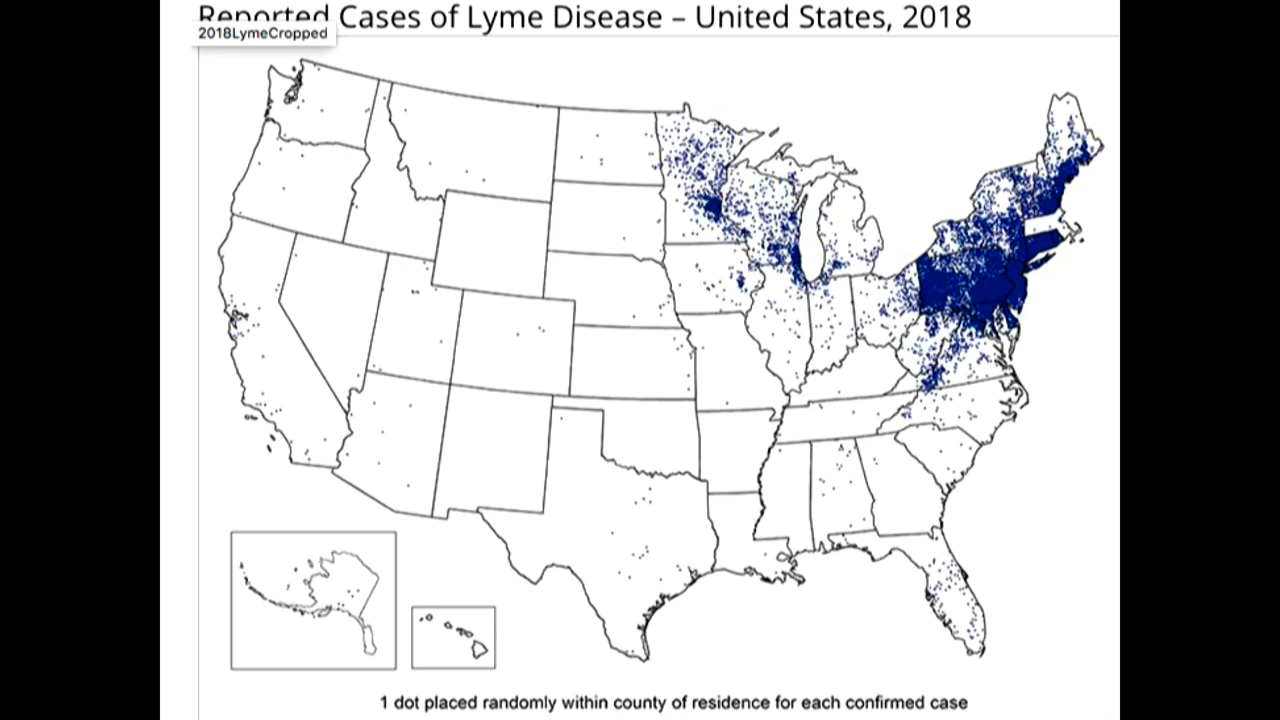 Reported Cases of Lyme Disease – United States, 2018
2018LymeCropped
1 dot placed randomly within county of residence for each confirmed case